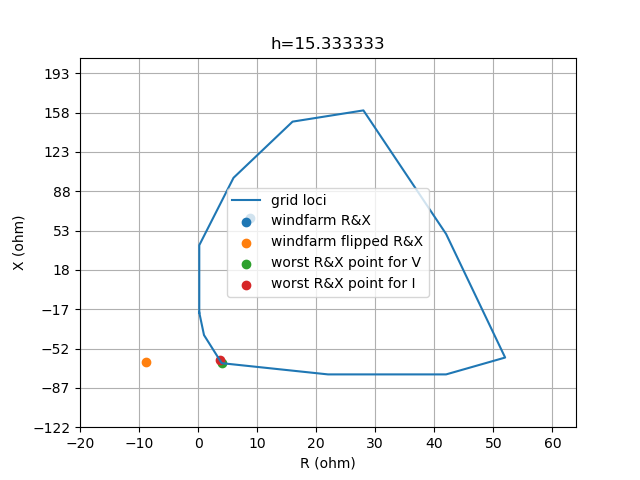 h=15.333333
193
158
123
88
53
18
−17
−52
−87
−122
X (ohm)
grid loci
windfarm R&X
windfarm flipped R&X
worst R&X point for V
worst R&X point for I
−20
−10
0
10
20
30
40
50
60
R (ohm)